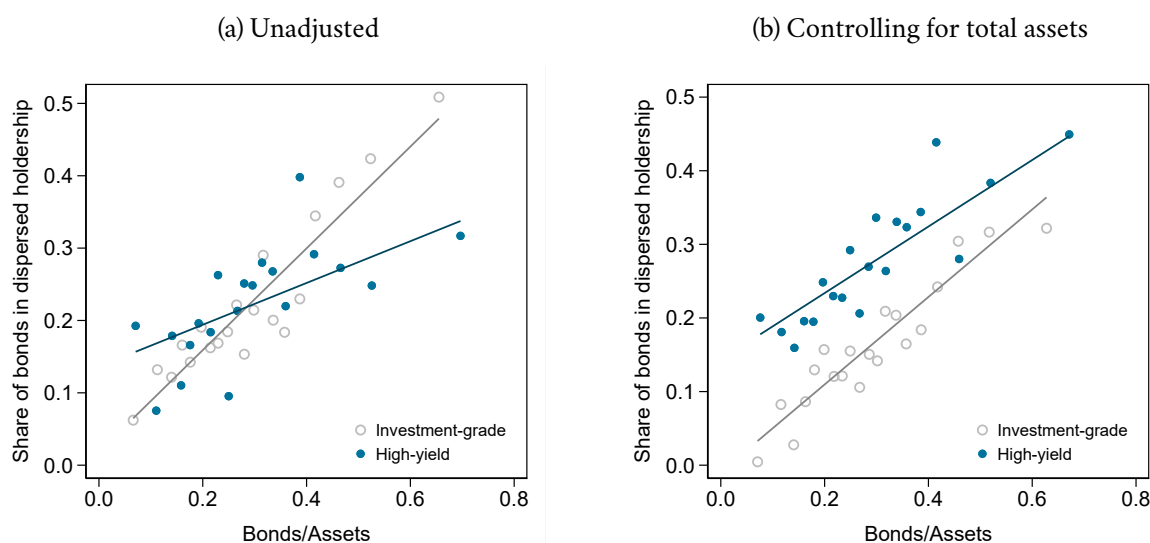 (a) Unadjusted
Share of bonds in dispersed holdership
0.5
0.4
0.3
0.2
0.1
0.0
Investment-grade
High-yield
0.0 0.2 0.4 0.6 0.8
Bonds/Assets
(b) Controlling for total assets
Share of bonds in dispersed holdership
0.5
0.4
0.3
0.2
0.1
0.0
Investment-grade
High-yield
0.0 0.2 0.4 0.6 0.8
Bonds/Assets